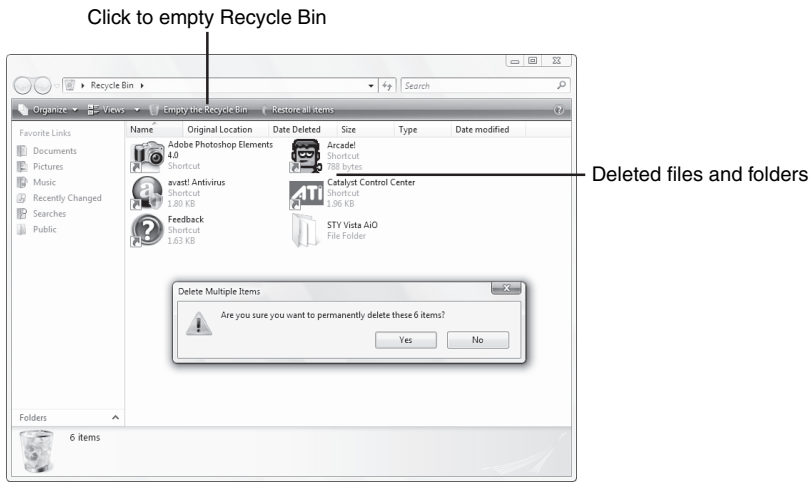 Click to empty Recycle Bin
Recycle Bin
Search
Organize Views Empty the Recycle Bin Restore all items
Favorite Links
Documents
Pictures
Music
Recently Changed
Searches
Public
Name Original Location Date Deleted Size Type Date modified
Adobe Photoshop Elements
4.0
Shortcut
Arcade!
Shortcut
788 bytes
avast! Antivirus
Shortcut
1.80 KB
ATI
Catalyst Control Center
Shortcut
1.96 KB
Feedback
Shortcut
1.63 KB
STY Vista AiO
File Folder
Deleted files and folders
Delete Multiple Items
Are you sure you want to permanently delete these 6 items?
Yes No
Folders
6 items